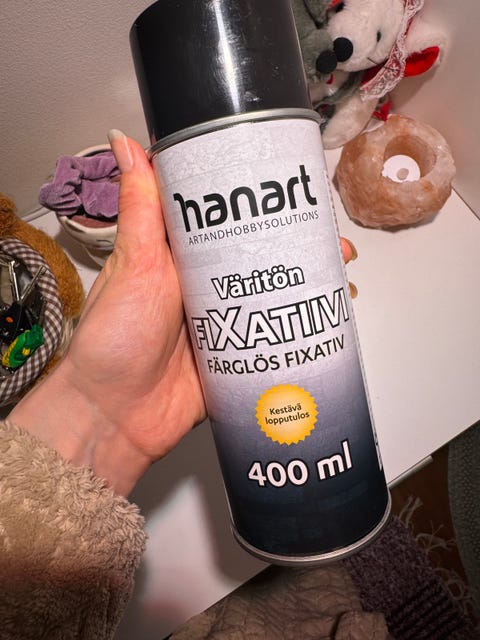 hanart
ARTANDHOBBYSOLUTIONS
Väritön
FIXATIIVI
FÄRGLÖS FIXATIV
Kestävä
lopputulos
400 ml